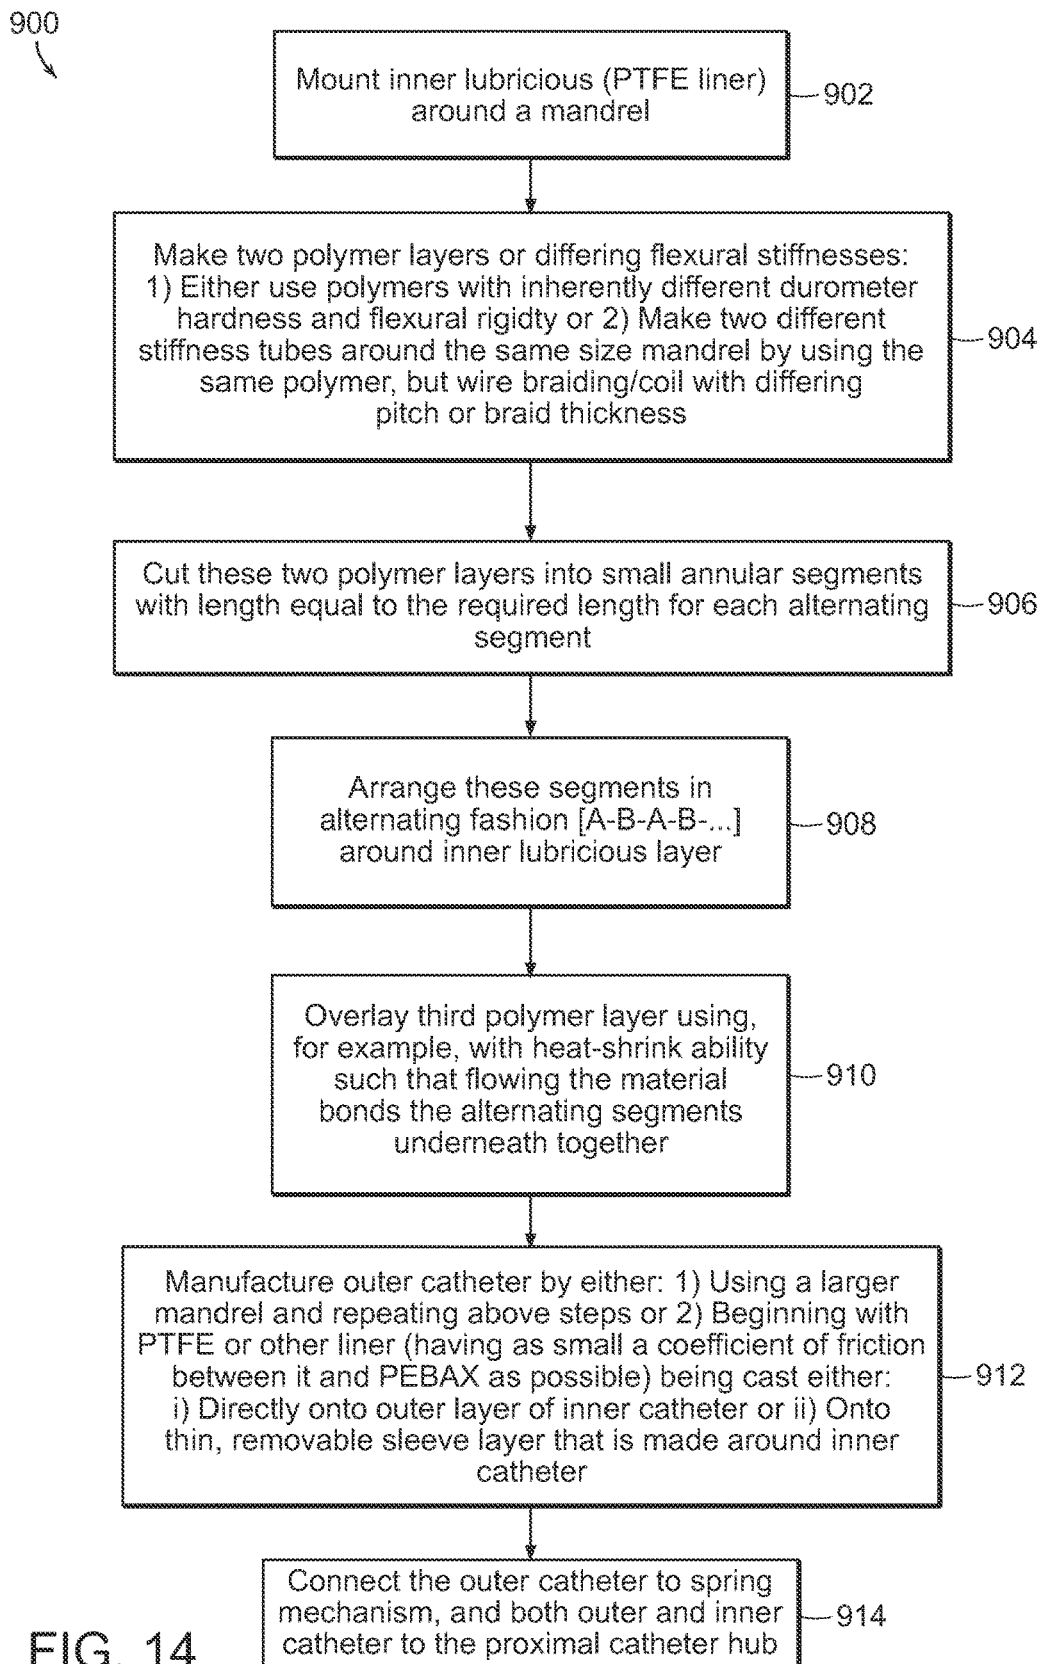 900
Mount inner lubricious (PTFE liner)
around a mandrel
902
Make two polymer layers or differing flexural stiffnesses:
1) Either use polymers with inherently different durometer
hardness and flexural rigidty or 2) Make two different
stiffness tubes around the same size mandrel by using the
same polymer, but wire braiding/coil with differing
pitch or braid thickness
904
Cut these two polymer layers into small annular segments
with length equal to the required length for each alternating
segment
906
Arrange these segments in
alternating fashion [A-B-A-B-...]
around inner lubricious layer
908
Overlay third polymer layer using,
for example, with heat-shrink ability
such that flowing the material
bonds the alternating segments
underneath together
910
Manufacture outer catheter by either: 1) Using a larger
mandrel and repeating above steps or 2) Beginning with
PTFE or other liner (having as small a coefficient of friction
between it and PEBAX as possible) being cast either:
i) Directly onto outer layer of inner catheter or ii) Onto
thin, removable sleeve layer that is made around inner
catheter
912
Connect the outer catheter to spring
mechanism, and both outer and inner
catheter to the proximal catheter hub
914
FIG. 14